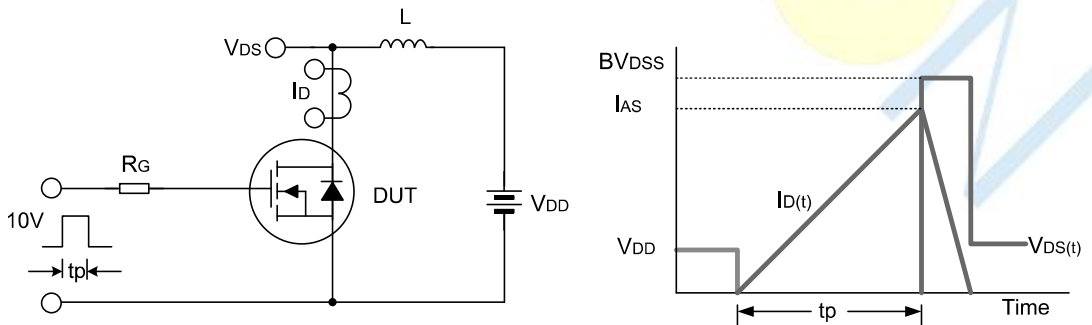 L
VDS
ID
RG
DUT
VDD
10V
tp
BVDSS
IAS
ID(t)
VDD
VDS(t)
tp
Time